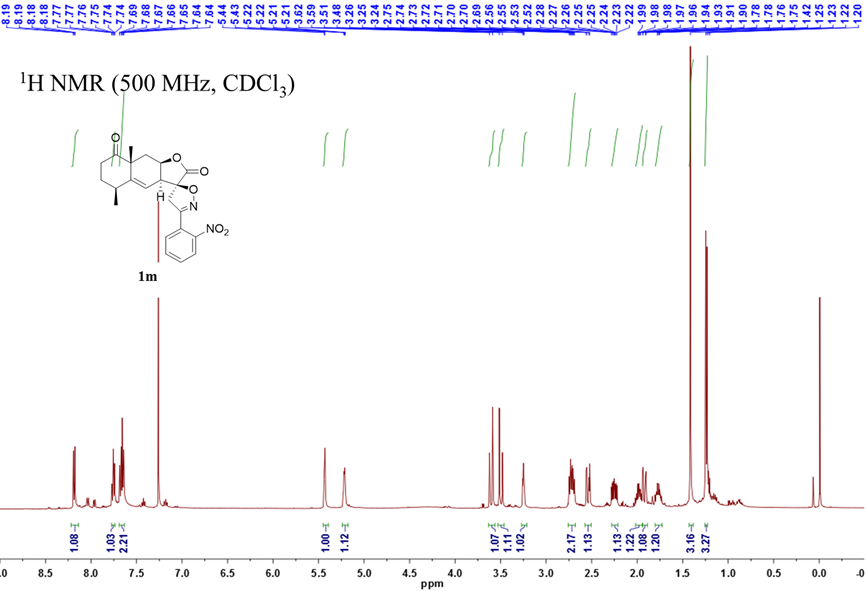 8.19 8.19 8.18 8.18 7.77 7.77 7.76 7.75 7.74 7.74 7.69 7.68 7.67 7.66 7.65 7.64 7.64 5.44 5.43 5.22 5.22 5.21 5.21 3.62 3.59 3.51 3.48 3.26 3.25 3.24 2.75 2.74 2.73 2.72 2.71 2.70 2.70 2.69 2.56 2.55 2.53 2.52 2.28 2.27 2.26 2.25 2.25 2.24 2.23 2.22 1.99 1.98 1.98 1.97 1.96 1.94 1.93 1.91 1.90 1.78 1.78 1.76 1.75 1.42 1.25 1.23 1.22 1.20
¹H NMR (500 MHz, CDCl₃)
O
O
O
H
O
N
NO₂
1m
1.08 1.03 2.21 1.00 1.12 1.07 1.11 1.02 2.17 1.13 1.13 1.22 1.08 1.20 3.16 3.27
.0 8.5 8.0 7.5 7.0 6.5 6.0 5.5 5.0 4.5 4.0 3.5 3.0 2.5 2.0 1.5 1.0 0.5 0.0 -0
ppm